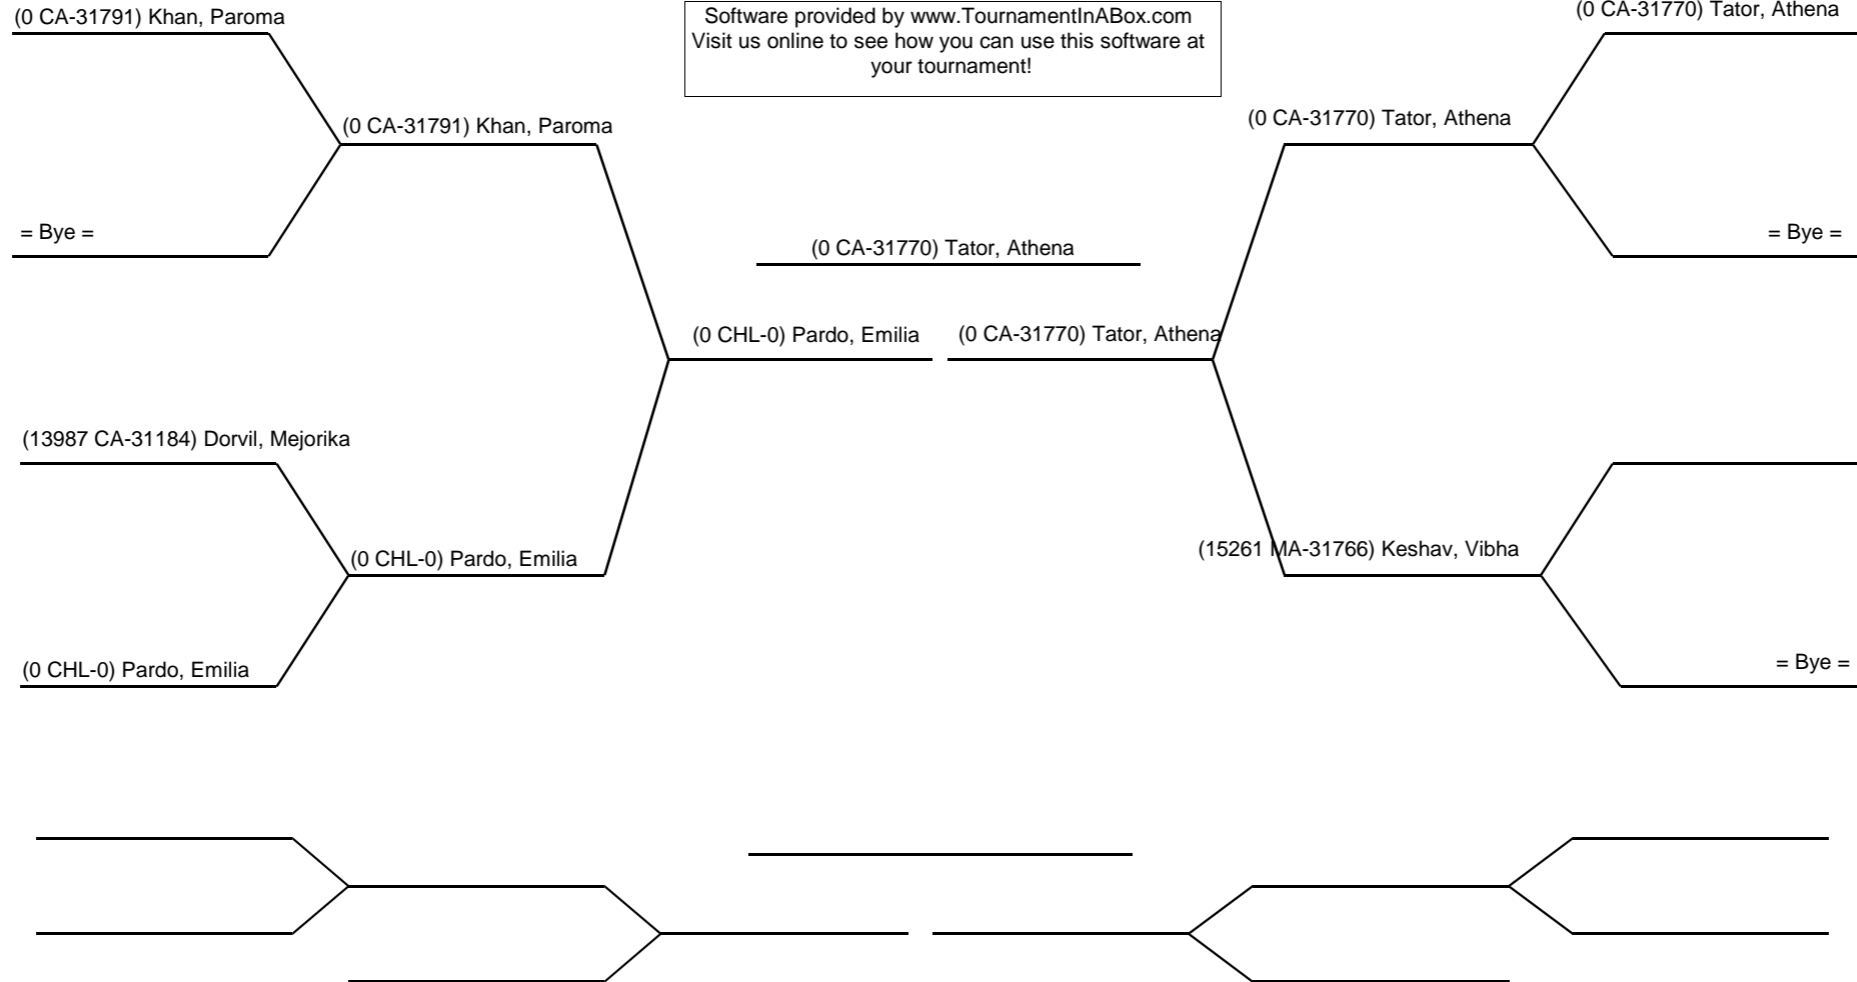 (0 CA-31791) Khan, Paroma
Software provided by www.TournamentInABox.com
Visit us online to see how you can use this software at
your tournament!
(0 CA-31770) Tator, Athena
(0 CA-31791) Khan, Paroma
(0 CA-31770) Tator, Athena
= Bye =
(0 CA-31770) Tator, Athena
= Bye =
(0 CHL-0) Pardo, Emilia
(0 CA-31770) Tator, Athena
(13987 CA-31184) Dorvil, Mejorika
(0 CHL-0) Pardo, Emilia
(15261 MA-31766) Keshav, Vibha
(0 CHL-0) Pardo, Emilia
= Bye =